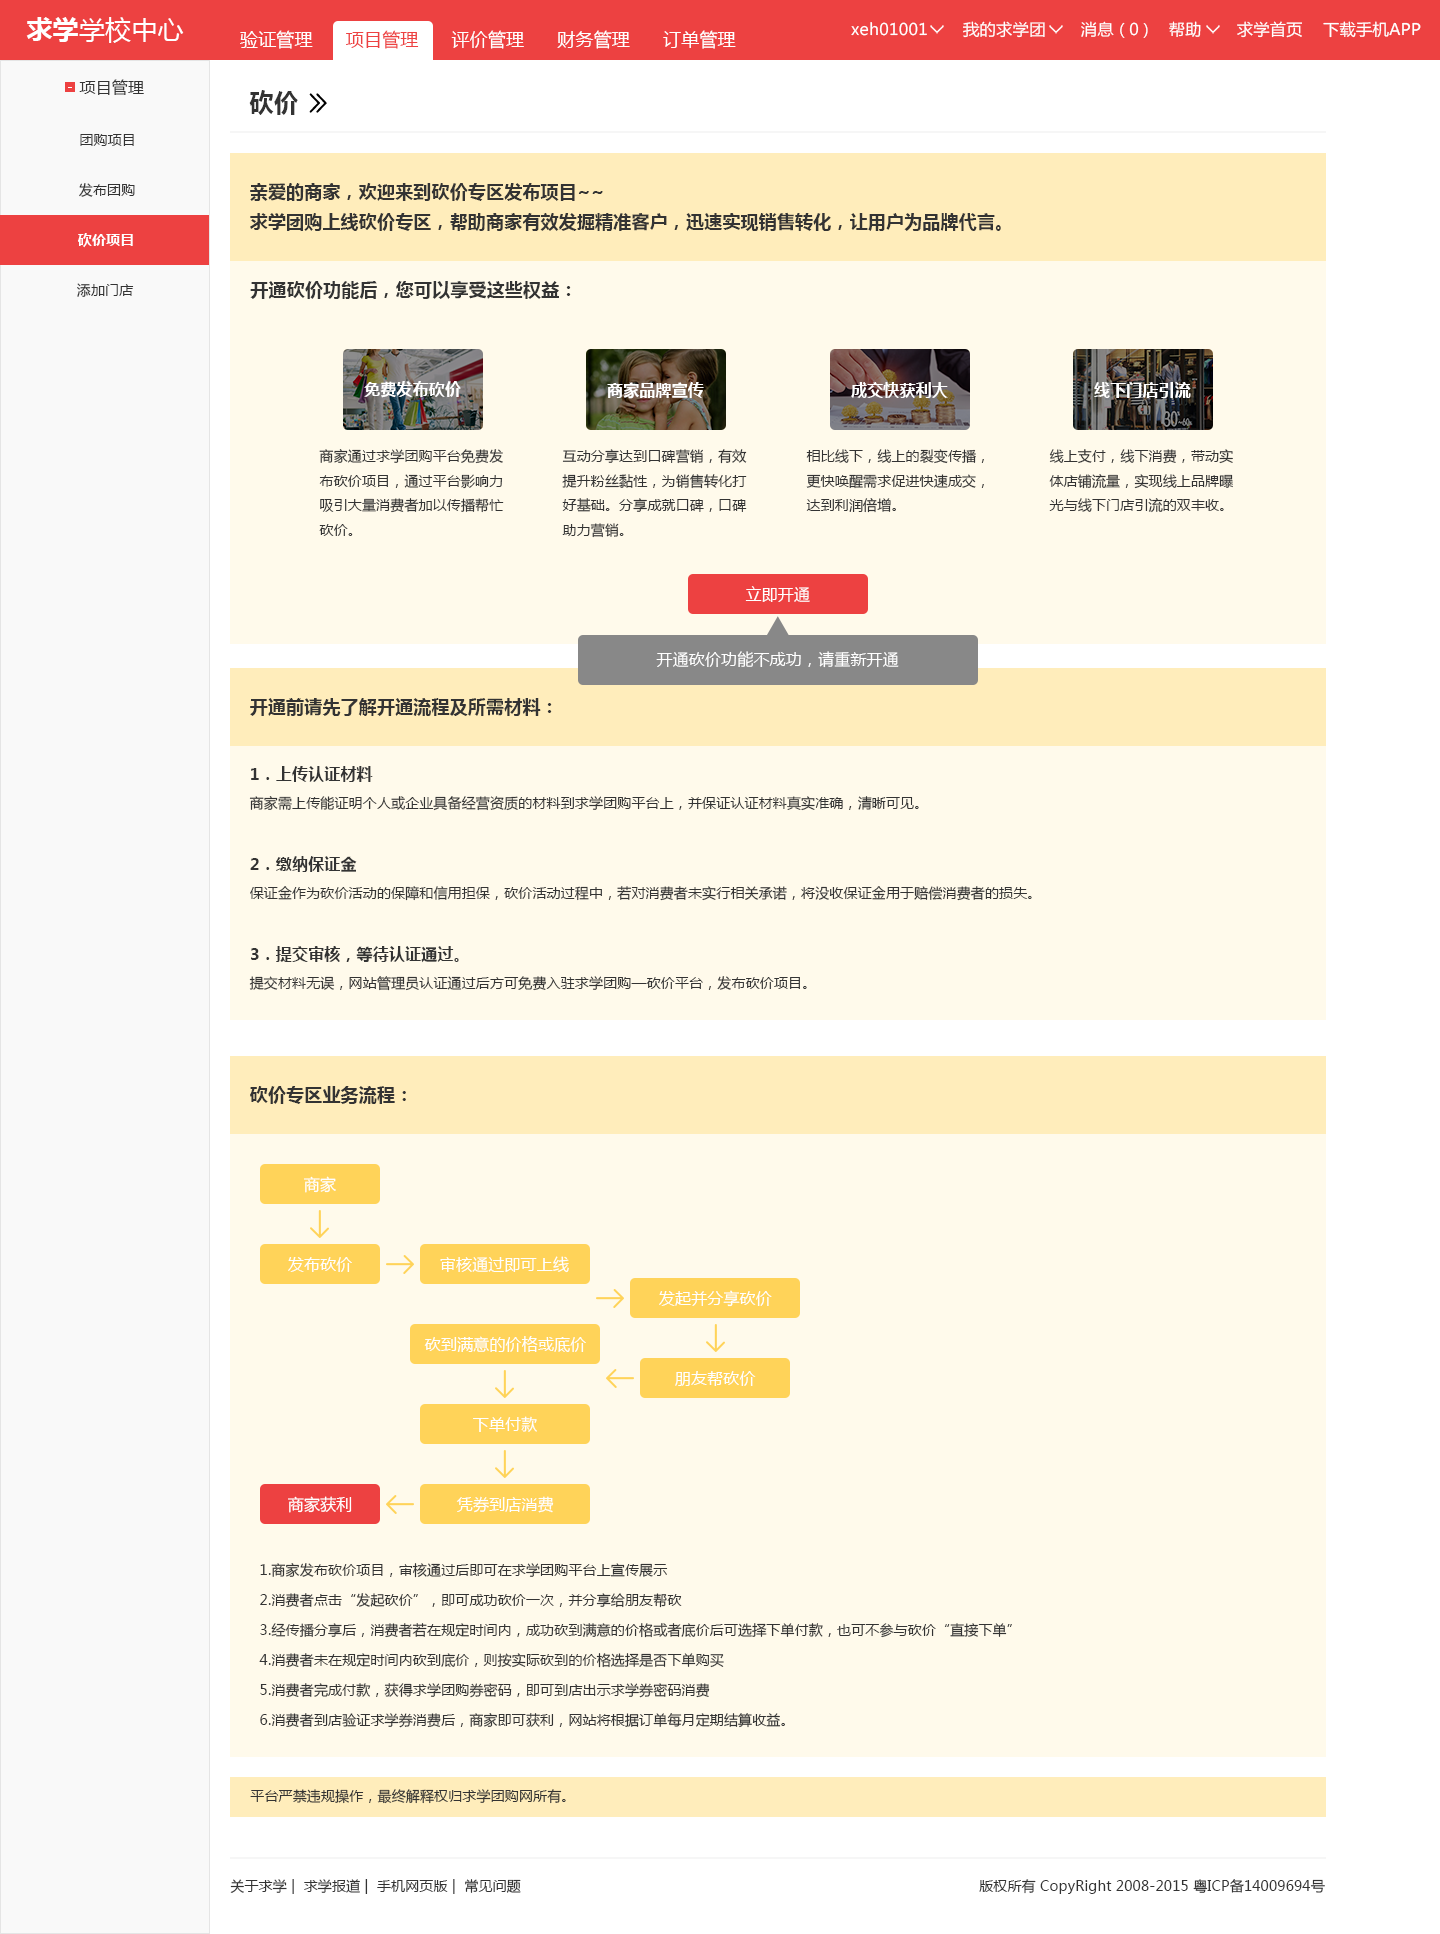 求学学校中心
验证管理
项目管理
评价管理
财务管理
订单管理
xeh01001
我的求学团
消息（0）
帮助
求学首页
下载手机APP
项目管理
团购项目
发布团购
砍价项目
添加门店
砍价
亲爱的商家，欢迎来到砍价专区发布项目~~
求学团购上线砍价专区，帮助商家有效发掘精准客户，迅速实现销售转化，让用户为品牌代言。
开通砍价功能后，您可以享受这些权益：
免费发布砍价
商家通过求学团购平台免费发
布砍价项目，通过平台影响力
吸引大量消费者加以传播帮忙
砍价。
商家品牌宣传
互动分享达到口碑营销，有效
提升粉丝黏性，为销售转化打
好基础。分享成就口碑，口碑
助力营销。
成交快获利大
相比线下，线上的裂变传播，
更快唤醒需求促进快速成交，
达到利润倍增。
线下门店引流
线上支付，线下消费，带动实
体店铺流量，实现线上品牌曝
光与线下门店引流的双丰收。
立即开通
开通砍价功能不成功，请重新开通
开通前请先了解开通流程及所需材料：
1．上传认证材料
商家需上传能证明个人或企业具备经营资质的材料到求学团购平台上，并保证认证材料真实准确，清晰可见。
2．缴纳保证金
保证金作为砍价活动的保障和信用担保，砍价活动过程中，若对消费者未实行相关承诺，将没收保证金用于赔偿消费者的损失。
3．提交审核，等待认证通过。
提交材料无误，网站管理员认证通过后方可免费入驻求学团购—砍价平台，发布砍价项目。
砍价专区业务流程：
商家
发布砍价
审核通过即可上线
发起并分享砍价
砍到满意的价格或底价
朋友帮砍价
下单付款
商家获利
凭券到店消费
1.商家发布砍价项目，审核通过后即可在求学团购平台上宣传展示
2.消费者点击“发起砍价”，即可成功砍价一次，并分享给朋友帮砍
3.经传播分享后，消费者若在规定时间内，成功砍到满意的价格或者底价后可选择下单付款，也可不参与砍价“直接下单”
4.消费者未在规定时间内砍到底价，则按实际砍到的价格选择是否下单购买
5.消费者完成付款，获得求学团购券密码，即可到店出示求学券密码消费
6.消费者到店验证求学券消费后，商家即可获利，网站将根据订单每月定期结算收益。
平台严禁违规操作，最终解释权归求学团购网所有。
关于求学 | 求学报道 | 手机网页版 | 常见问题
版权所有 CopyRight 2008-2015 粤ICP备14009694号